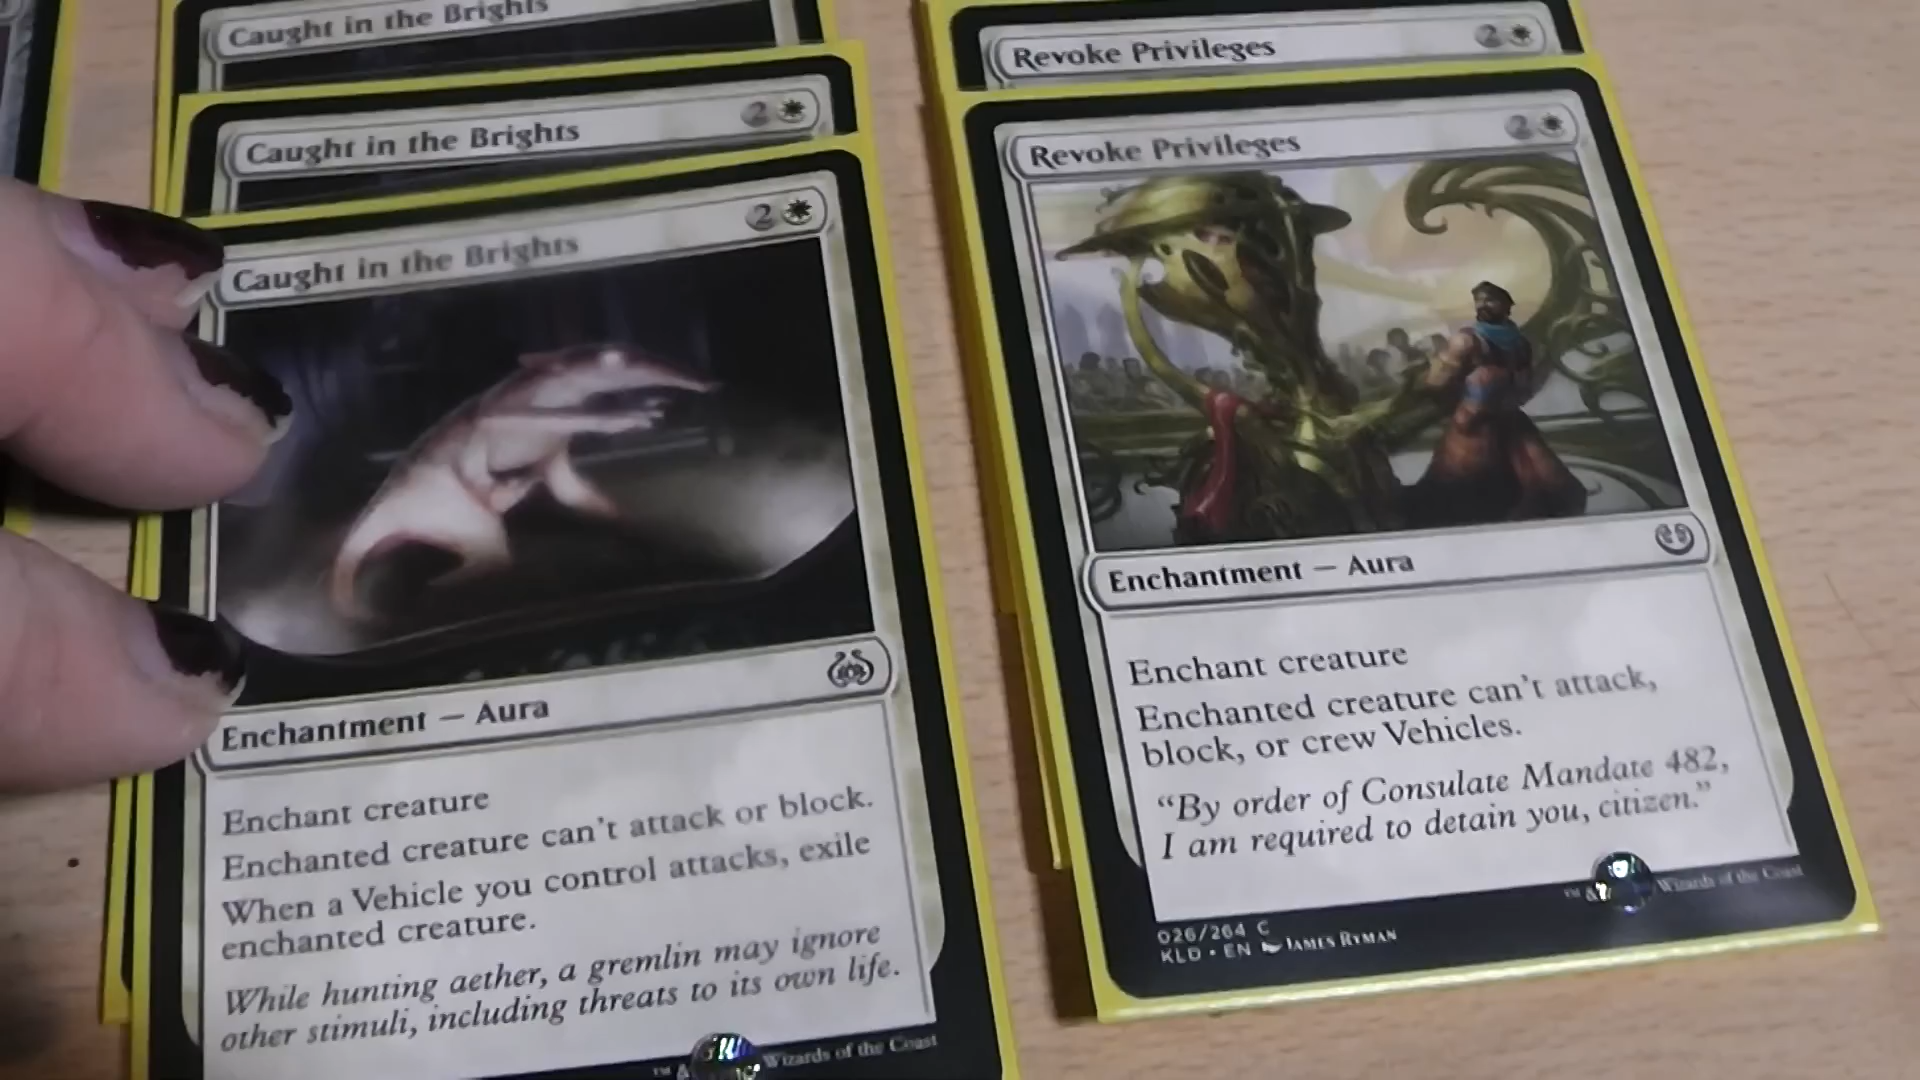 Caught in the Brights
Caught in the Brights
2
Caught in the Brights
2
Enchantment — Aura
Enchant creature
Enchanted creature can't attack or block.
When a Vehicle you control attacks, exile
enchanted creature.
While hunting aether, a gremlin may ignore
other stimuli, including threats to its own life.
™ & Wizards of the Coast
Revoke Privileges
2
Revoke Privileges
2
Enchantment — Aura
Enchant creature
Enchanted creature can't attack,
block, or crew Vehicles.
"By order of Consulate Mandate 482,
I am required to detain you, citizen."
™ & Wizards of the Coast
026/264 C
KLD • EN James Ryman